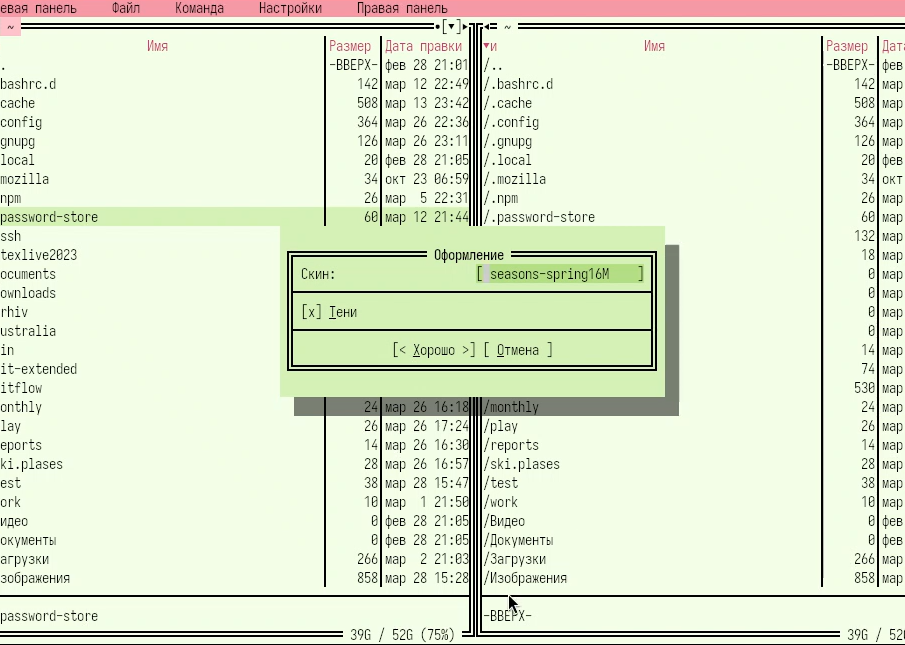 евая панель Файл Команда Настройки Правая панель
~ •[▾]▸ ◂ ~
Имя Размер Дата правки ▾и Имя Размер Дата
. -ВВЕРХ- фев 28 21:01 /.. -ВВЕРХ- фев
bashrc.d 142 мар 12 22:49 /.bashrc.d 142 мар
cache 508 мар 13 23:42 /.cache 508 мар
config 364 мар 26 22:36 /.config 364 мар
gnupg 126 мар 26 23:11 /.gnupg 126 мар
local 20 фев 28 21:05 /.local 20 фев
mozilla 34 окт 23 06:59 /.mozilla 34 окт
npm 26 мар 5 22:31 /.npm 26 мар
password-store 60 мар 12 21:44 /.password-store 60 мар
ssh 132 мар
texlive2023 Оформление 18 мар
ocuments Скин: [ seasons-spring16M ] 0 мар
ownloads 0 мар
rhiv [x] Тени 0 мар
ustralia 0 мар
in [< Хорошо >] [ Отмена ] 14 мар
it-extended 74 мар
itflow 530 мар
onthly 24 мар 26 16:18 /monthly 24 мар
lay 26 мар 26 17:24 /play 26 мар
eports 14 мар 26 16:30 /reports 14 мар
ki.plases 28 мар 26 16:57 /ski.plases 28 мар
est 38 мар 28 15:47 /test 38 мар
ork 10 мар 1 21:50 /work 10 мар
идео 0 фев 28 21:05 /Видео 0 фев
окументы 0 фев 28 21:05 /Документы 0 фев
агрузки 266 мар 2 21:03 /Загрузки 266 мар
зображения 858 мар 28 15:28 /Изображения 858 мар
password-store -ВВЕРХ-
39G / 52G (75%) 39G / 52G